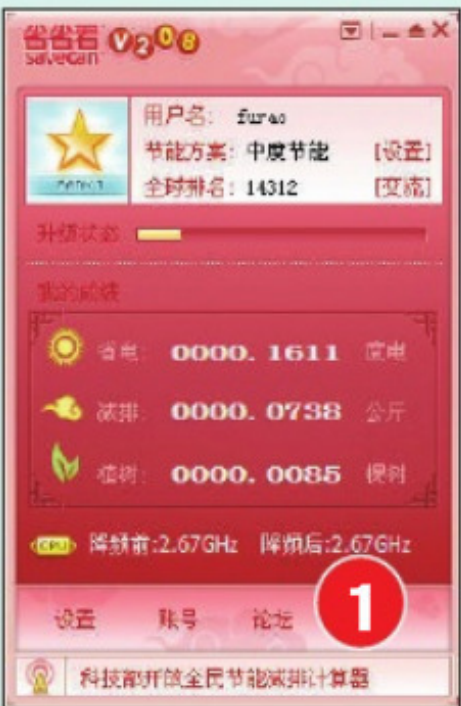 省省看 V208
savecan
用户名: furao
节能方案: 中度节能 [设置]
全时排名: 14312 [交流]
升级状态
我的成绩
省电: 0000.1611 度电
减排: 0000.0738 公斤
植树: 0000.0085 棵树
CPU 降频前:2.67GHz 降频后:2.67GHz
设置 账号 论坛
1
科技部开放全民节能减排计算器